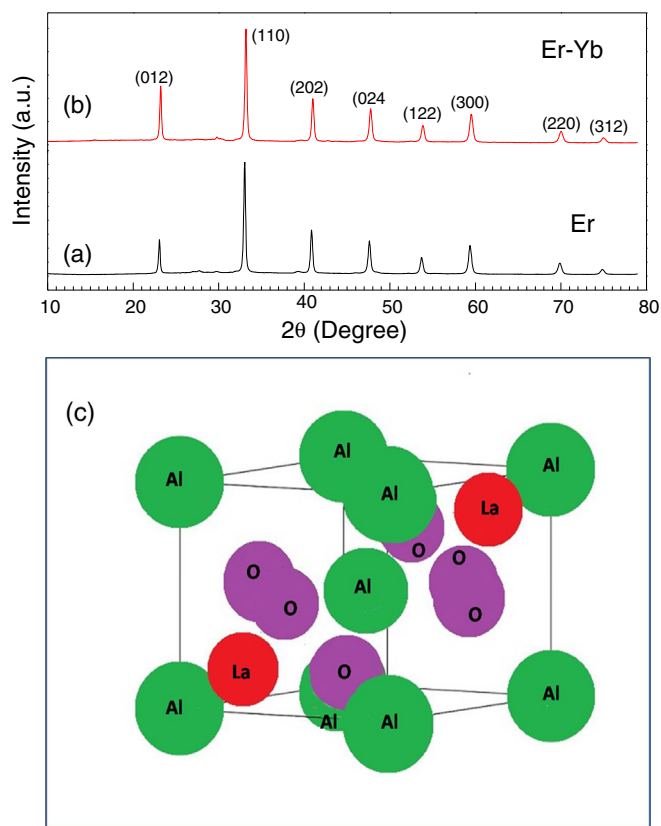 Intensity (a.u.)
(110)
Er-Yb
(012)
(202)
(024
(122)
(300)
(220)
(312)
(b)
Er
(a)
10 20 30 40 50 60 70 80
2θ (Degree)
(c)
Al
Al
Al
Al
La
O
O
O
O
O
Al
La
O
Al
Al
Al
Al